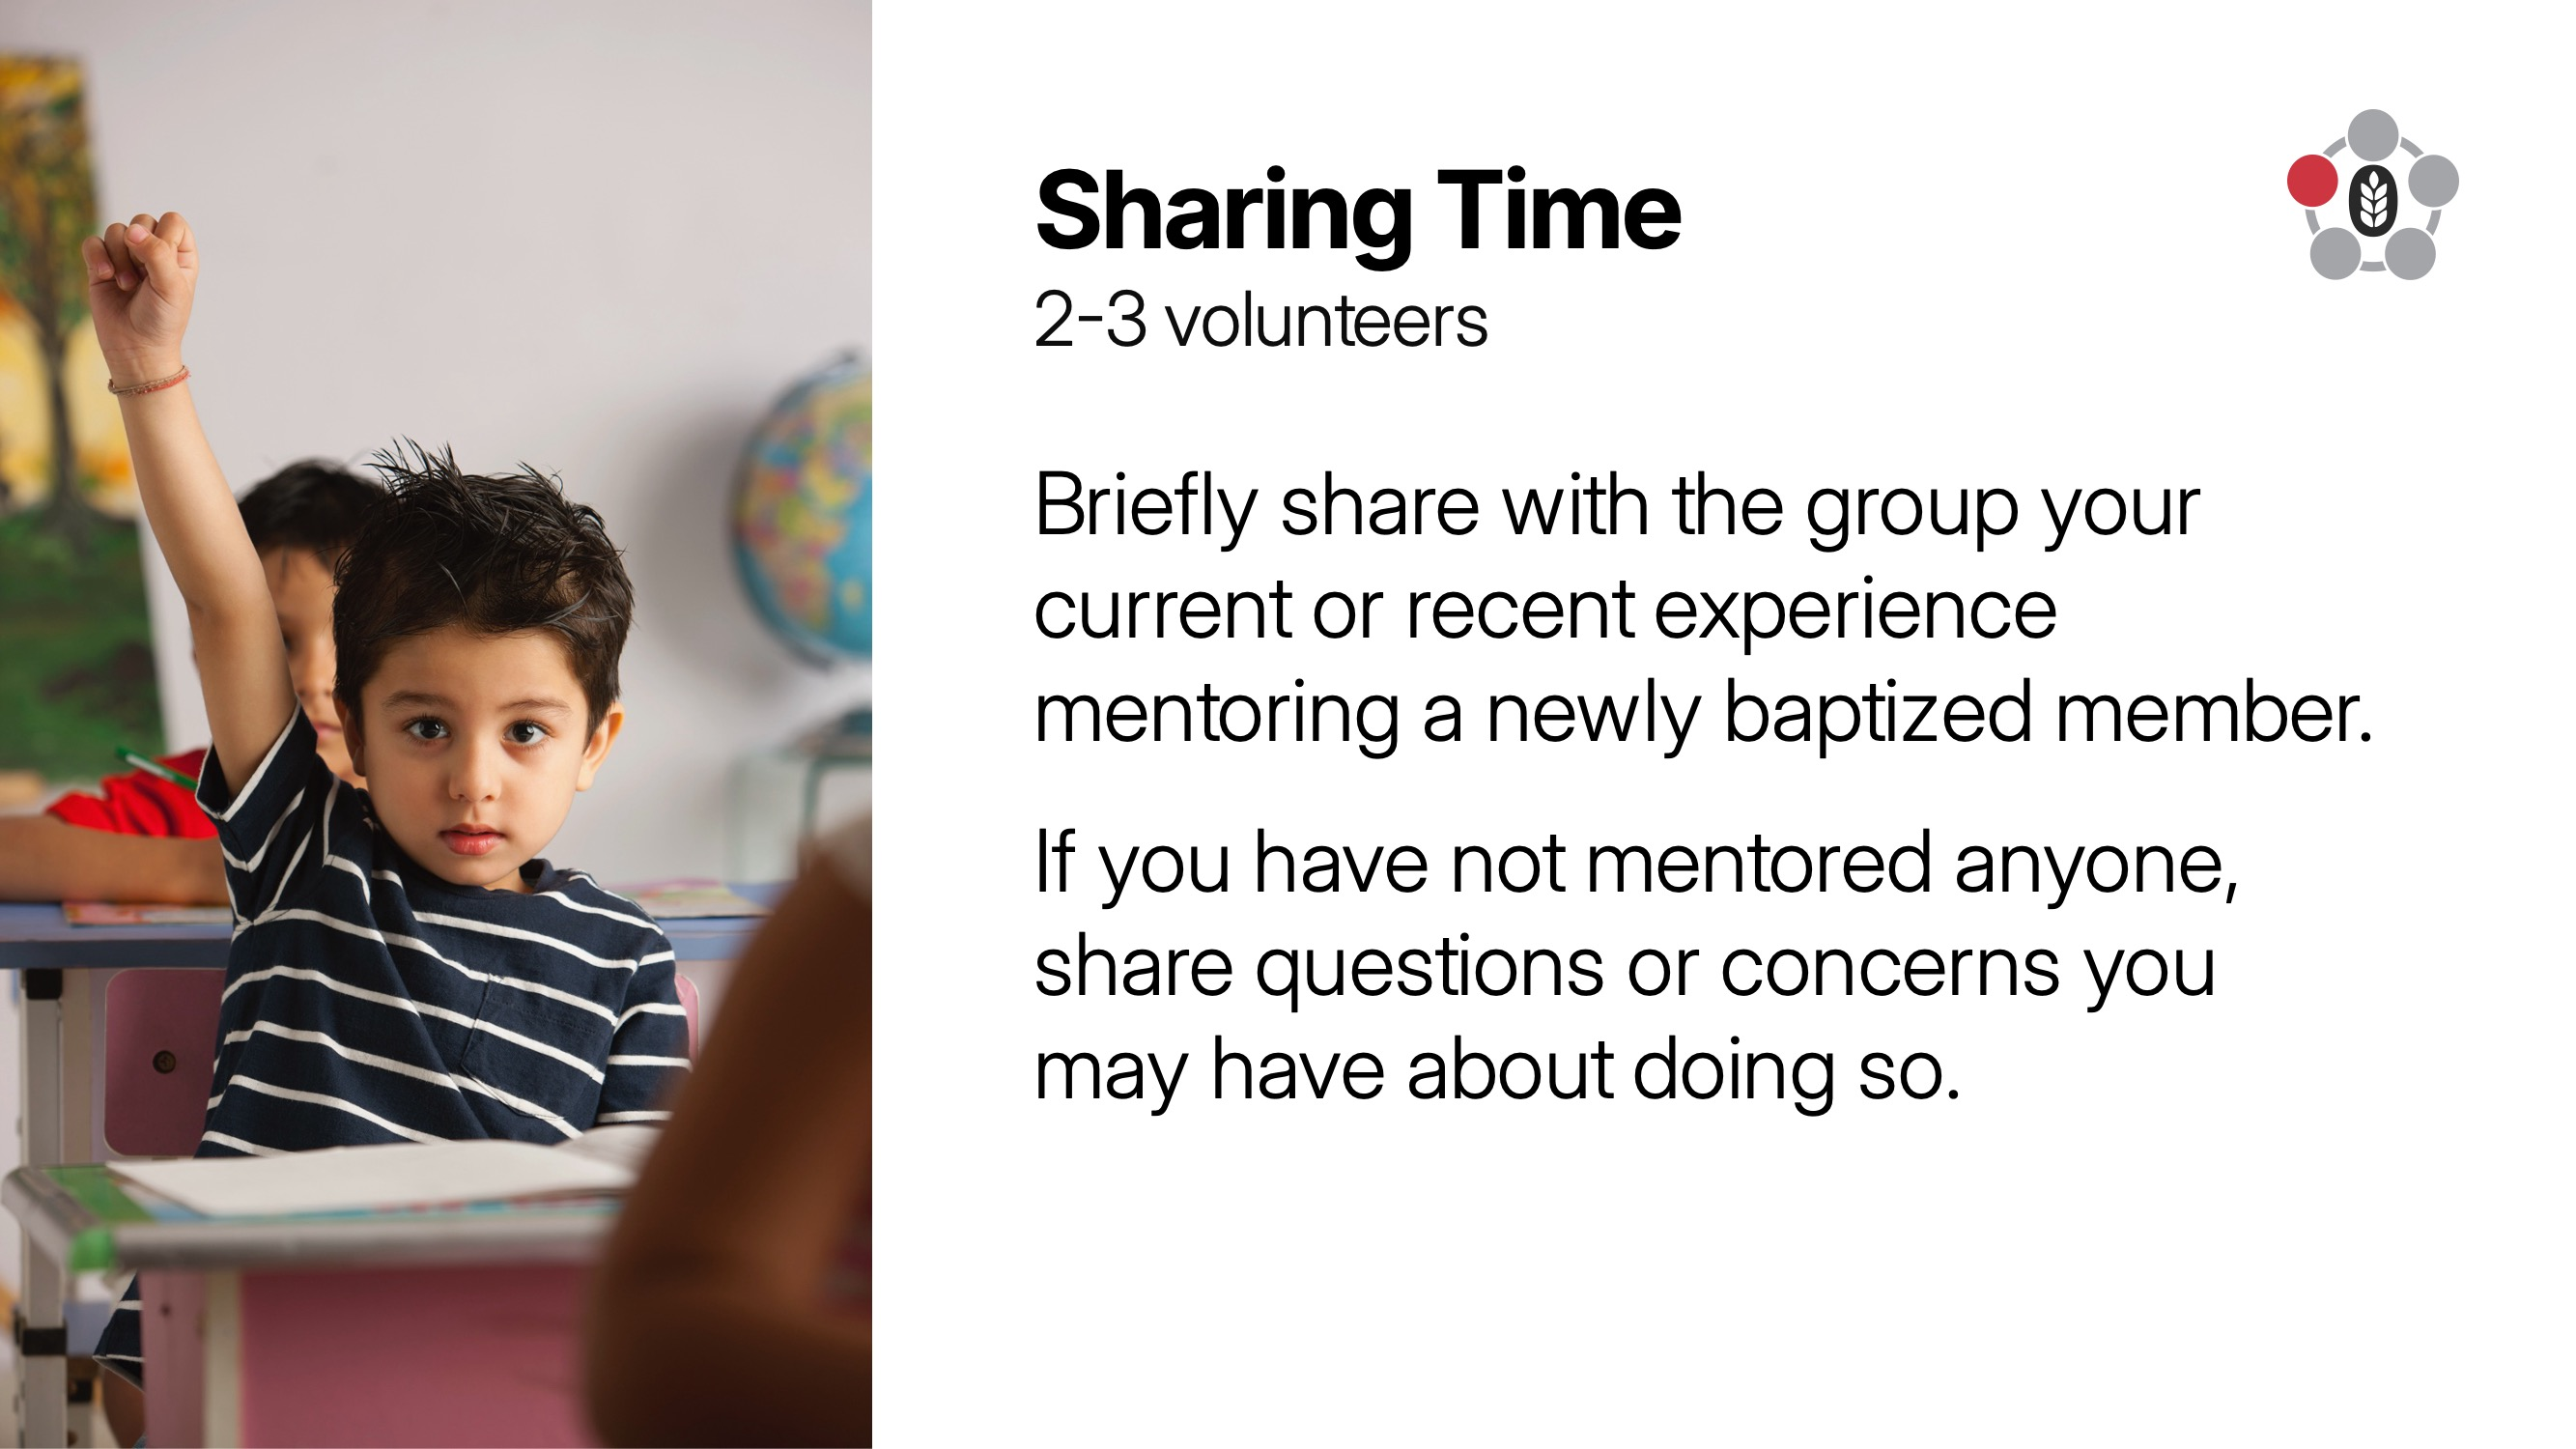 Sharing Time
2-3 volunteers
Briefly share with the group your
current or recent experience
mentoring a newly baptized member.
If you have not mentored anyone,
share questions or concerns you
may have about doing so.